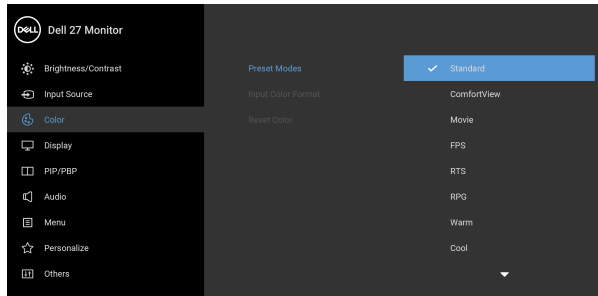 DELL Dell 27 Monitor
Brightness/Contrast Preset Modes Standard
Input Source Input Color Format ComfortView
Color Reset Color Movie
Display FPS
PIP/PBP RTS
Audio RPG
Menu Warm
Personalize Cool
Others